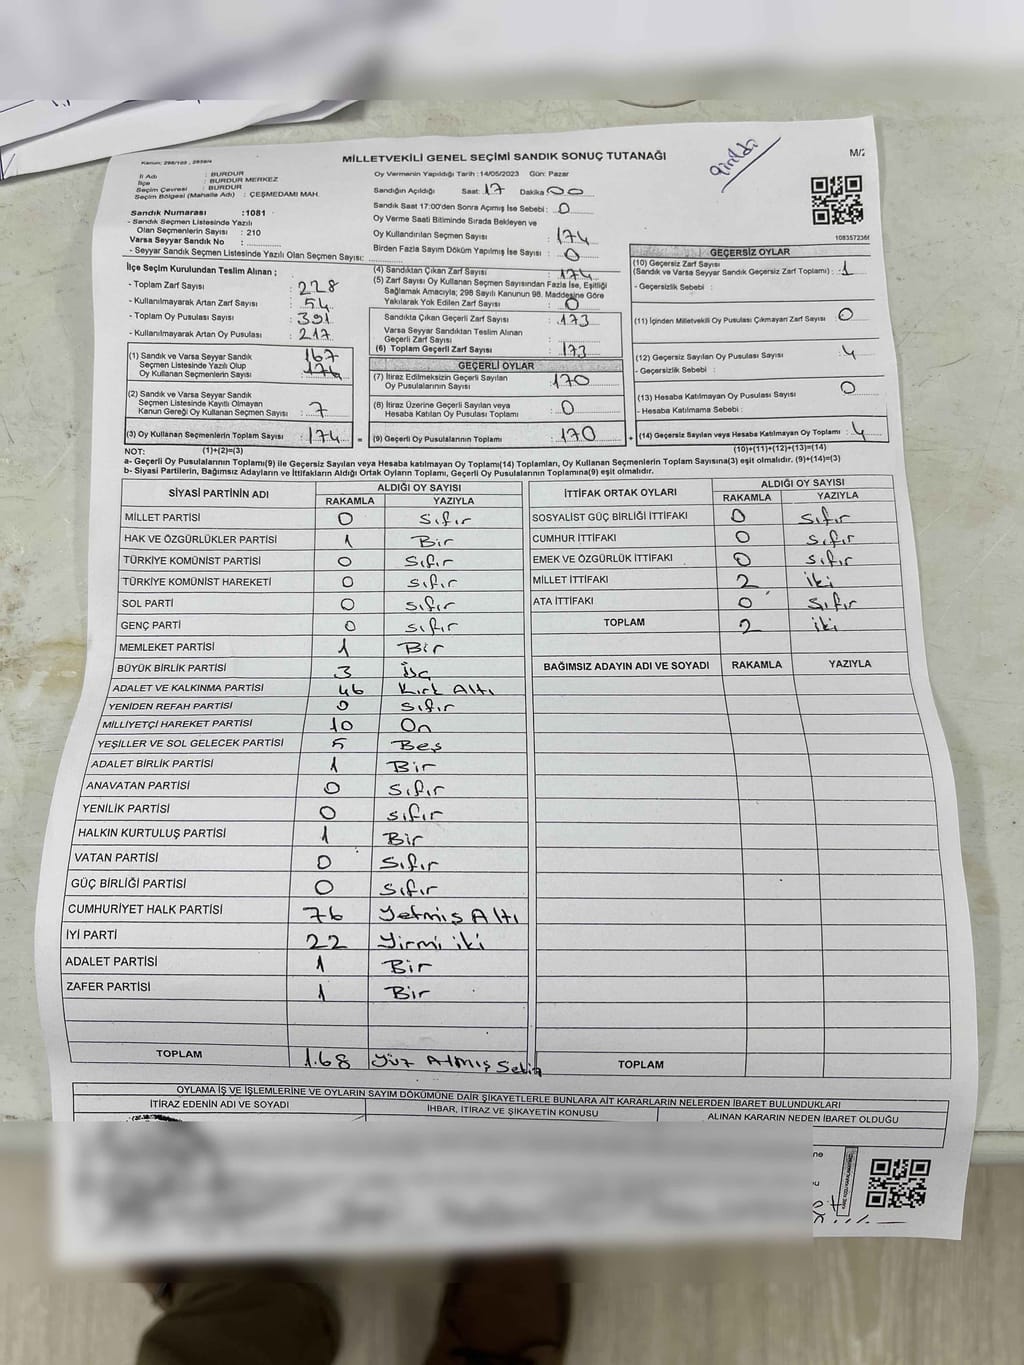 Kanun: 298/103 , 2839/4
MİLLETVEKİLİ GENEL SEÇİMİ SANDIK SONUÇ TUTANAĞI
girildi
M/2
İl Adı : BURDUR
İlçe : BURDUR MERKEZ
Seçim Çevresi : BURDUR
Seçim Bölgesi (Mahalle Adı) : ÇEŞMEDAMI MAH.
Sandık Numarası :1081
- Sandık Seçmen Listesinde Yazılı
Olan Seçmenlerin Sayısı : 210
Varsa Seyyar Sandık No :
- Seyyar Sandık Seçmen Listesinde Yazılı Olan Seçmen Sayısı:
Oy Vermenin Yapıldığı Tarih :14/05/2023 Gün: Pazar
Sandığın Açıldığı Saat: 17 Dakika 00
Sandık Saat 17:00'den Sonra Açımış İse Sebebi : 0
Oy Verme Saati Bitiminde Sırada Bekleyen ve
Oy Kullandırılan Seçmen Sayısı : 174
Birden Fazla Sayım Döküm Yapılmış İse Sayısı : 0
108357236
İlçe Seçim Kurulundan Teslim Alınan ;
- Toplam Zarf Sayısı : 228
- Kullanılmayarak Artan Zarf Sayısı : 54
- Toplam Oy Pusulası Sayısı : 391
- Kullanılmayarak Artan Oy Pusulası : 217
(1) Sandık ve Varsa Seyyar Sandık 167
Seçmen Listesinde Yazılı Olup
Oy Kullanan Seçmenlerin Sayısı :
(2) Sandık ve Varsa Seyyar Sandık
Seçmen Listesinde Kayıtlı Olmayan
Kanun Gereği Oy Kullanan Seçmen Sayısı : 7
(3) Oy Kullanan Seçmenlerin Toplam Sayısı : 174 =
(4) Sandıktan Çıkan Zarf Sayısı : 174
(5) Zarf Sayısı Oy Kullanan Seçmen Sayısından Fazla İse, Eşitliği
Sağlamak Amacıyla; 298 Sayılı Kanunun 98. Maddesine Göre
Yakılarak Yok Edilen Zarf Sayısı : 0
Sandıkta Çıkan Geçerli Zarf Sayısı : 173
Varsa Seyyar Sandıktan Teslim Alınan
Geçerli Zarf Sayısı :
(6) Toplam Geçerli Zarf Sayısı : 173
GEÇERLİ OYLAR
(7) İtiraz Edilmeksizin Geçerli Sayılan
Oy Pusulalarının Sayısı : 170
(8) İtiraz Üzerine Geçerli Sayılan veya
Hesaba Katılan Oy Pusulası Toplamı : 0
(9) Geçerli Oy Pusulalarının Toplamı : 170 +
GEÇERSİZ OYLAR
(10) Geçersiz Zarf Sayısı
(Sandık ve Varsa Seyyar Sandık Geçersiz Zarf Toplamı) : 1
- Geçersizlik Sebebi :
(11) İçinden Milletvekili Oy Pusulası Çıkmayan Zarf Sayısı : 0
(12) Geçersiz Sayılan Oy Pusulası Sayısı : 4
- Geçersizlik Sebebi :
(13) Hesaba Katılmayan Oy Pusulası Sayısı : 0
- Hesaba Katılmama Sebebi :
(14) Geçersiz Sayılan veya Hesaba Katılmayan Oy Toplamı : 4
NOT: (1)+(2)=(3) (10)+(11)+(12)+(13)=(14)
a- Geçerli Oy Pusulalarının Toplamı(9) ile Geçersiz Sayılan veya Hesaba katılmayan Oy Toplamı(14) Toplamları, Oy Kullanan Seçmenlerin Toplam Sayısına(3) eşit olmalıdır. (9)+(14)=(3)
b- Siyasi Partilerin, Bağımsız Adayların ve İttifakların Aldığı Ortak Oyların Toplamı, Geçerli Oy Pusulalarının Toplamına(9) eşit olmalıdır.
SİYASİ PARTİNİN ADI ALDIĞI OY SAYISI
RAKAMLA YAZIYLA
MİLLET PARTİSİ 0 Sıfır
HAK VE ÖZGÜRLÜKLER PARTİSİ 1 Bir
TÜRKİYE KOMÜNİST PARTİSİ 0 Sıfır
TÜRKİYE KOMÜNİST HAREKETİ 0 sıfır
SOL PARTİ 0 sıfır
GENÇ PARTİ 0 sıfır
MEMLEKET PARTİSİ 1 Bir
BÜYÜK BİRLİK PARTİSİ 3 Üç
ADALET VE KALKINMA PARTİSİ 46 Kırk Altı
YENİDEN REFAH PARTİSİ 0 sıfır
MİLLİYETÇİ HAREKET PARTİSİ 10 On
YEŞİLLER VE SOL GELECEK PARTİSİ 5 Beş
ADALET BİRLİK PARTİSİ 1 Bir
ANAVATAN PARTİSİ 0 Sıfır
YENİLİK PARTİSİ 0 sıfır
HALKIN KURTULUŞ PARTİSİ 1 Bir
VATAN PARTİSİ 0 Sıfır
GÜÇ BİRLİĞİ PARTİSİ 0 sıfır
CUMHURİYET HALK PARTİSİ 76 Yetmiş Altı
İYİ PARTİ 22 Yirmi iki
ADALET PARTİSİ 1 Bir
ZAFER PARTİSİ 1 Bir
TOPLAM 168 Yüz Atmış Sekiz
İTTİFAK ORTAK OYLARI ALDIĞI OY SAYISI
RAKAMLA YAZIYLA
SOSYALİST GÜÇ BİRLİĞİ İTTİFAKI 0 sıfır
CUMHUR İTTİFAKI 0 sıfır
EMEK VE ÖZGÜRLÜK İTTİFAKI 0 sıfır
MİLLET İTTİFAKI 2 iki
ATA İTTİFAKI 0 Sıfır
TOPLAM 2 iki
BAĞIMSIZ ADAYIN ADI VE SOYADI RAKAMLA YAZIYLA
TOPLAM
OYLAMA İŞ VE İŞLEMLERİNE VE OYLARIN SAYIM DÖKÜMÜNE DAİR ŞİKAYETLERLE BUNLARA AİT KARARLARIN NELERDEN İBARET BULUNDUKLARI
İTİRAZ EDENİN ADI VE SOYADI İHBAR, İTİRAZ VE ŞİKAYETİN KONUSU ALINAN KARARIN NEDEN İBARET OLDUĞU